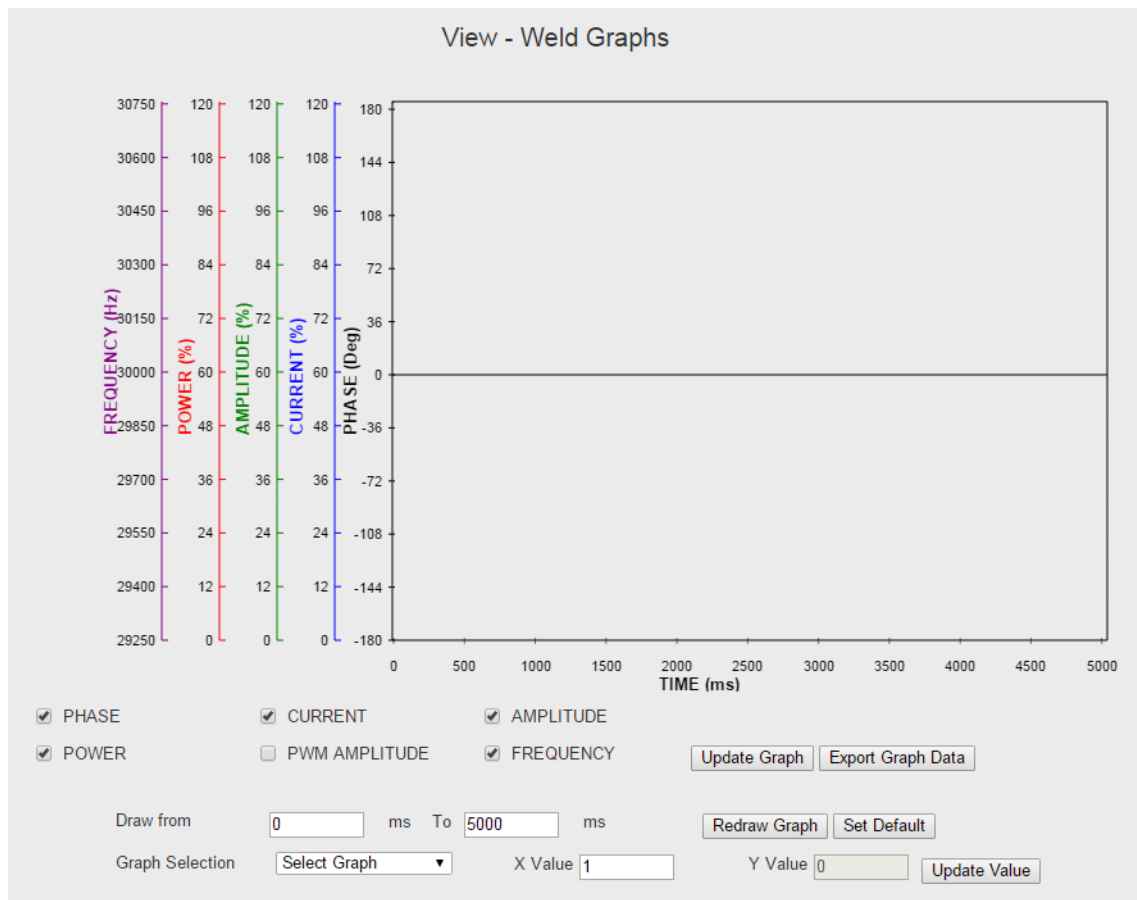 View - Weld Graphs
30750 120 120 120 180
30600 108 108 108 144
30450 96 96 96 108
30300 84 84 84 72
30150 72 72 72 36
30000 60 60 60 0
29850 48 48 48 -36
29700 36 36 36 -72
29550 24 24 24 -108
29400 12 12 12 -144
29250 0 0 0 -180
FREQUENCY (Hz)
POWER (%)
AMPLITUDE (%)
CURRENT (%)
PHASE (Deg)
0 500 1000 1500 2000 2500 3000 3500 4000 4500 5000
TIME (ms)
PHASE CURRENT AMPLITUDE
POWER PWM AMPLITUDE FREQUENCY Update Graph Export Graph Data
Draw from 0 ms To 5000 ms Redraw Graph Set Default
Graph Selection Select Graph X Value 1 Y Value 0 Update Value